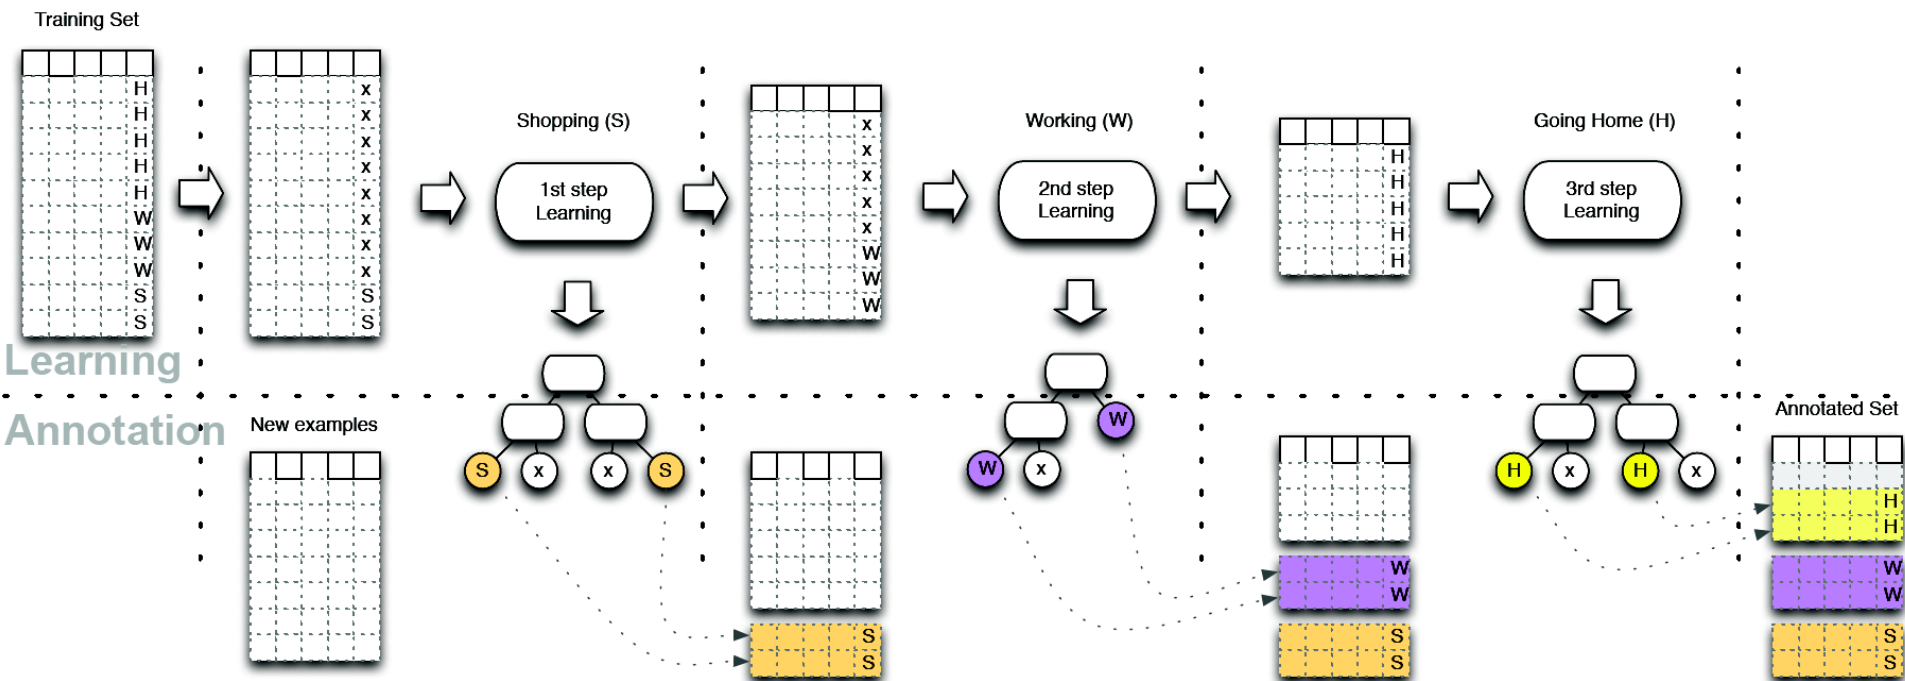 Training Set
H
H
H
H
H
W
W
W
S
S
x
x
x
x
x
x
x
x
S
S
Shopping (S)
1st step
Learning
x
x
x
x
x
W
W
W
Working (W)
2nd step
Learning
H
H
H
H
H
Going Home (H)
3rd step
Learning
Learning
Annotation
New examples
S
x
x
S
S
S
W
x
W
W
W
S
S
H
x
H
x
Annotated Set
H
H
W
W
S
S